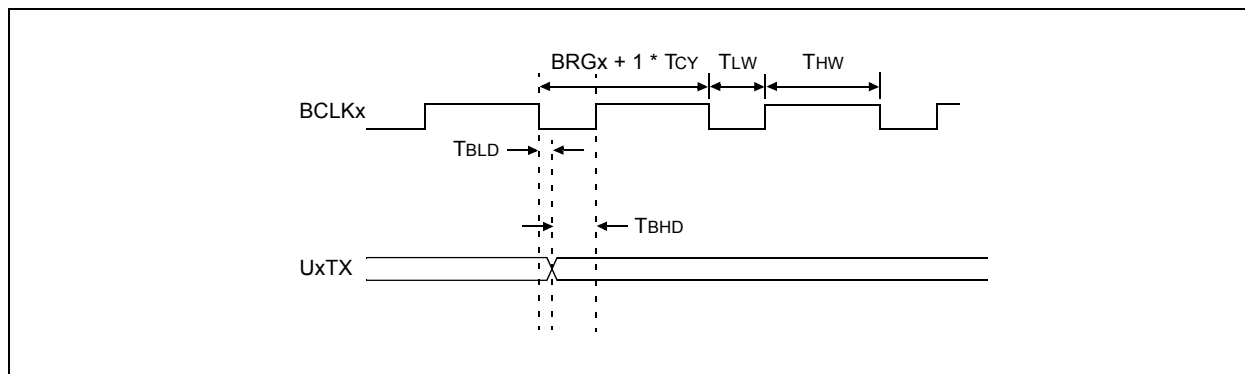 BRGx + 1 * TCY TLW THW
BCLKx
TBLD
TBHD
UxTX